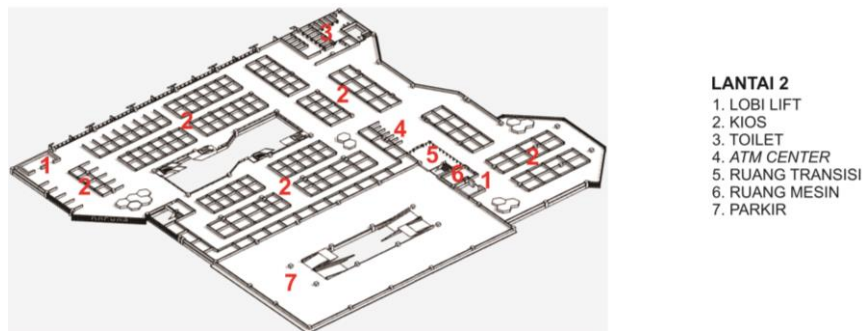 3
2
2
4
LANTAI 2
1. LOBI LIFT
2. KIOS
3. TOILET
4. ATM CENTER
5. RUANG TRANSISI
6. RUANG MESIN
7. PARKIR
1
2
5
2
6
1
2
7